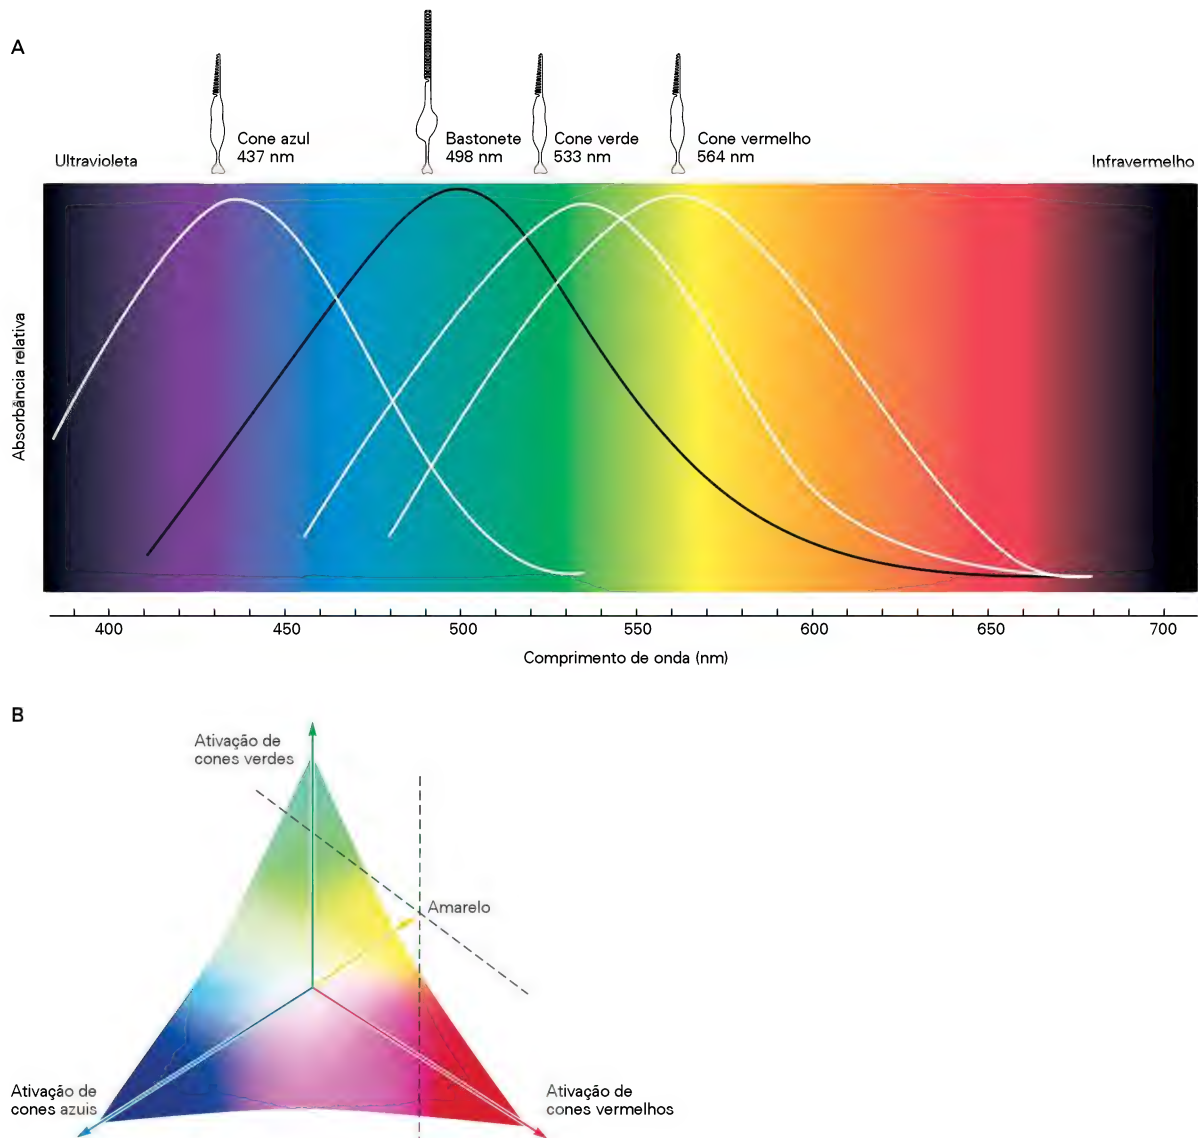 A
Cone azul
437 nm
Bastonete
498 nm
Cone verde
533 nm
Cone vermelho
564 nm
Ultravioleta
Infravermelho
Absorbância relativa
400 450 500 550 600 650 700
Comprimento de onda (nm)
B
Ativação de
cones verdes
Amarelo
Ativação de
cones azuis
Ativação de
cones vermelhos